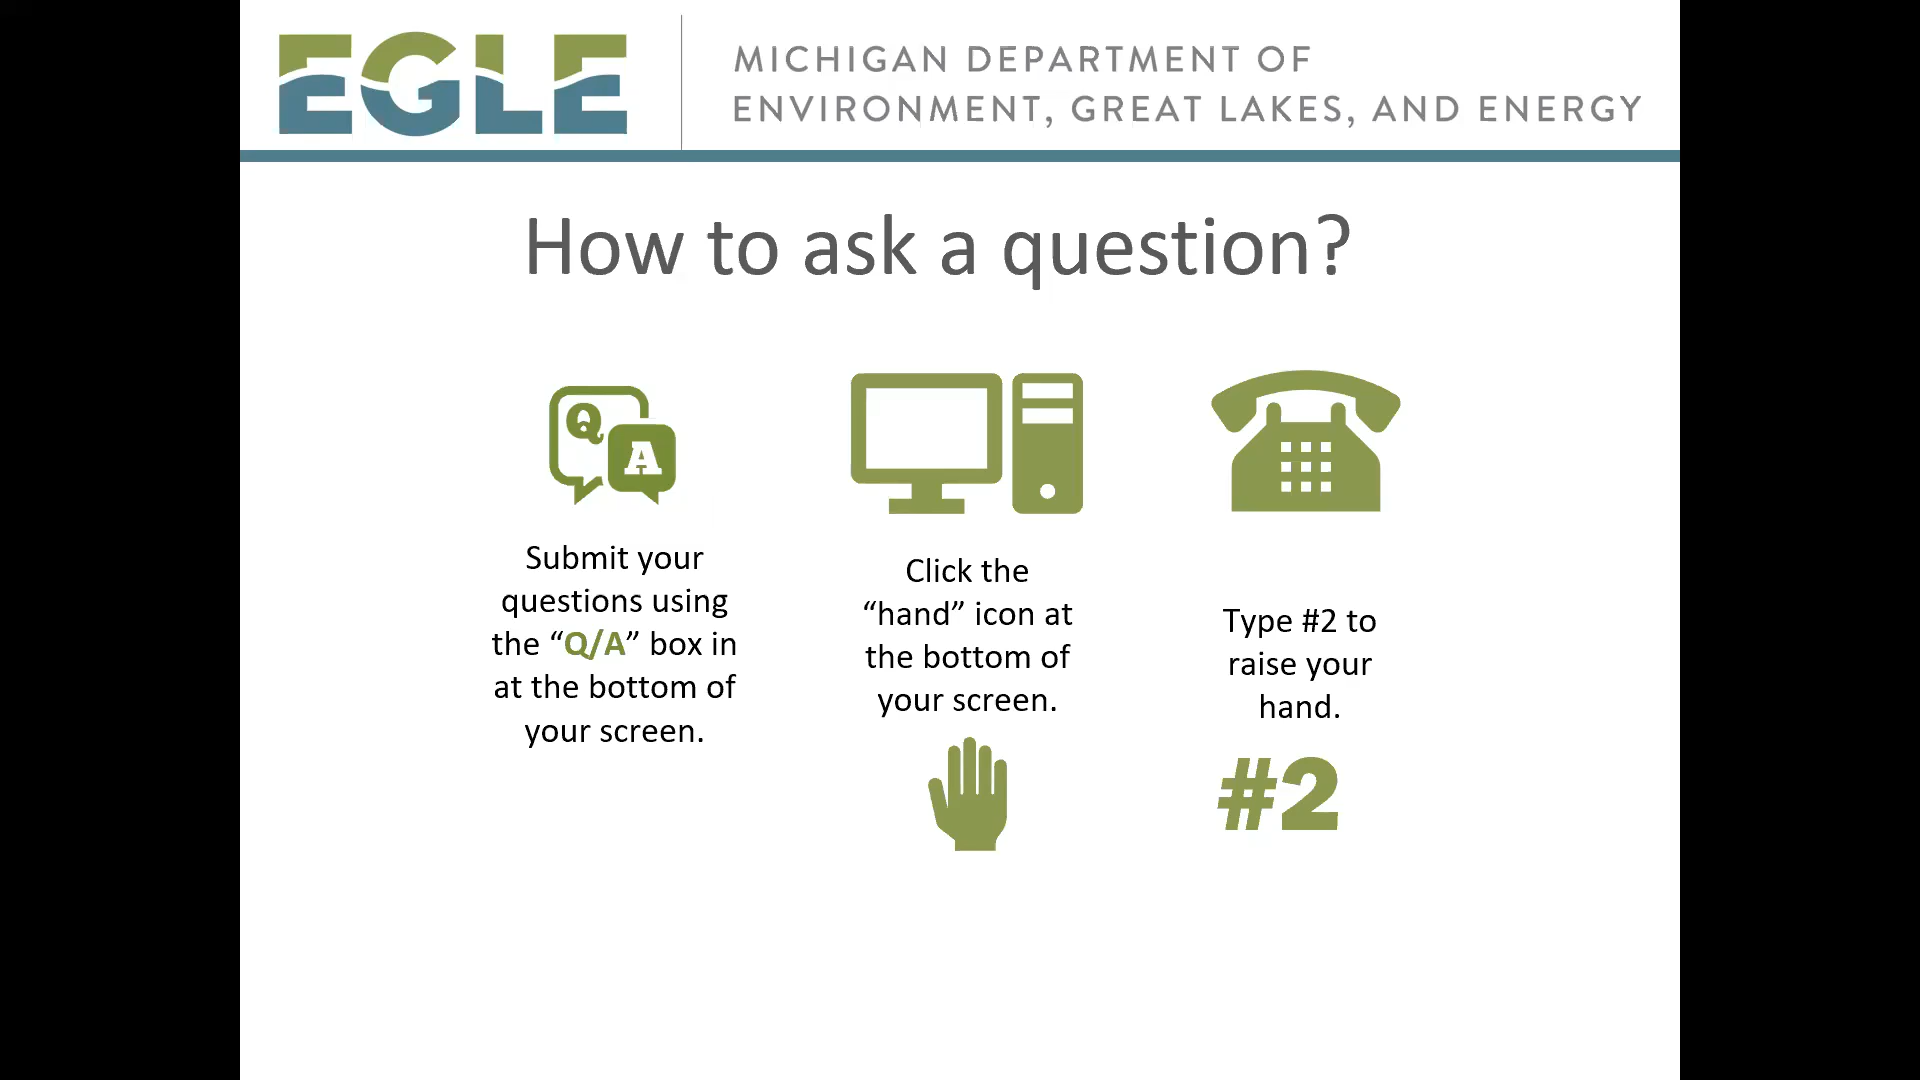 EGLE
MICHIGAN DEPARTMENT OF
ENVIRONMENT, GREAT LAKES, AND ENERGY
How to ask a question?
Q
A
Submit your
questions using
the “Q/A” box in
at the bottom of
your screen.
Click the
“hand” icon at
the bottom of
your screen.
Type #2 to
raise your
hand.
#2